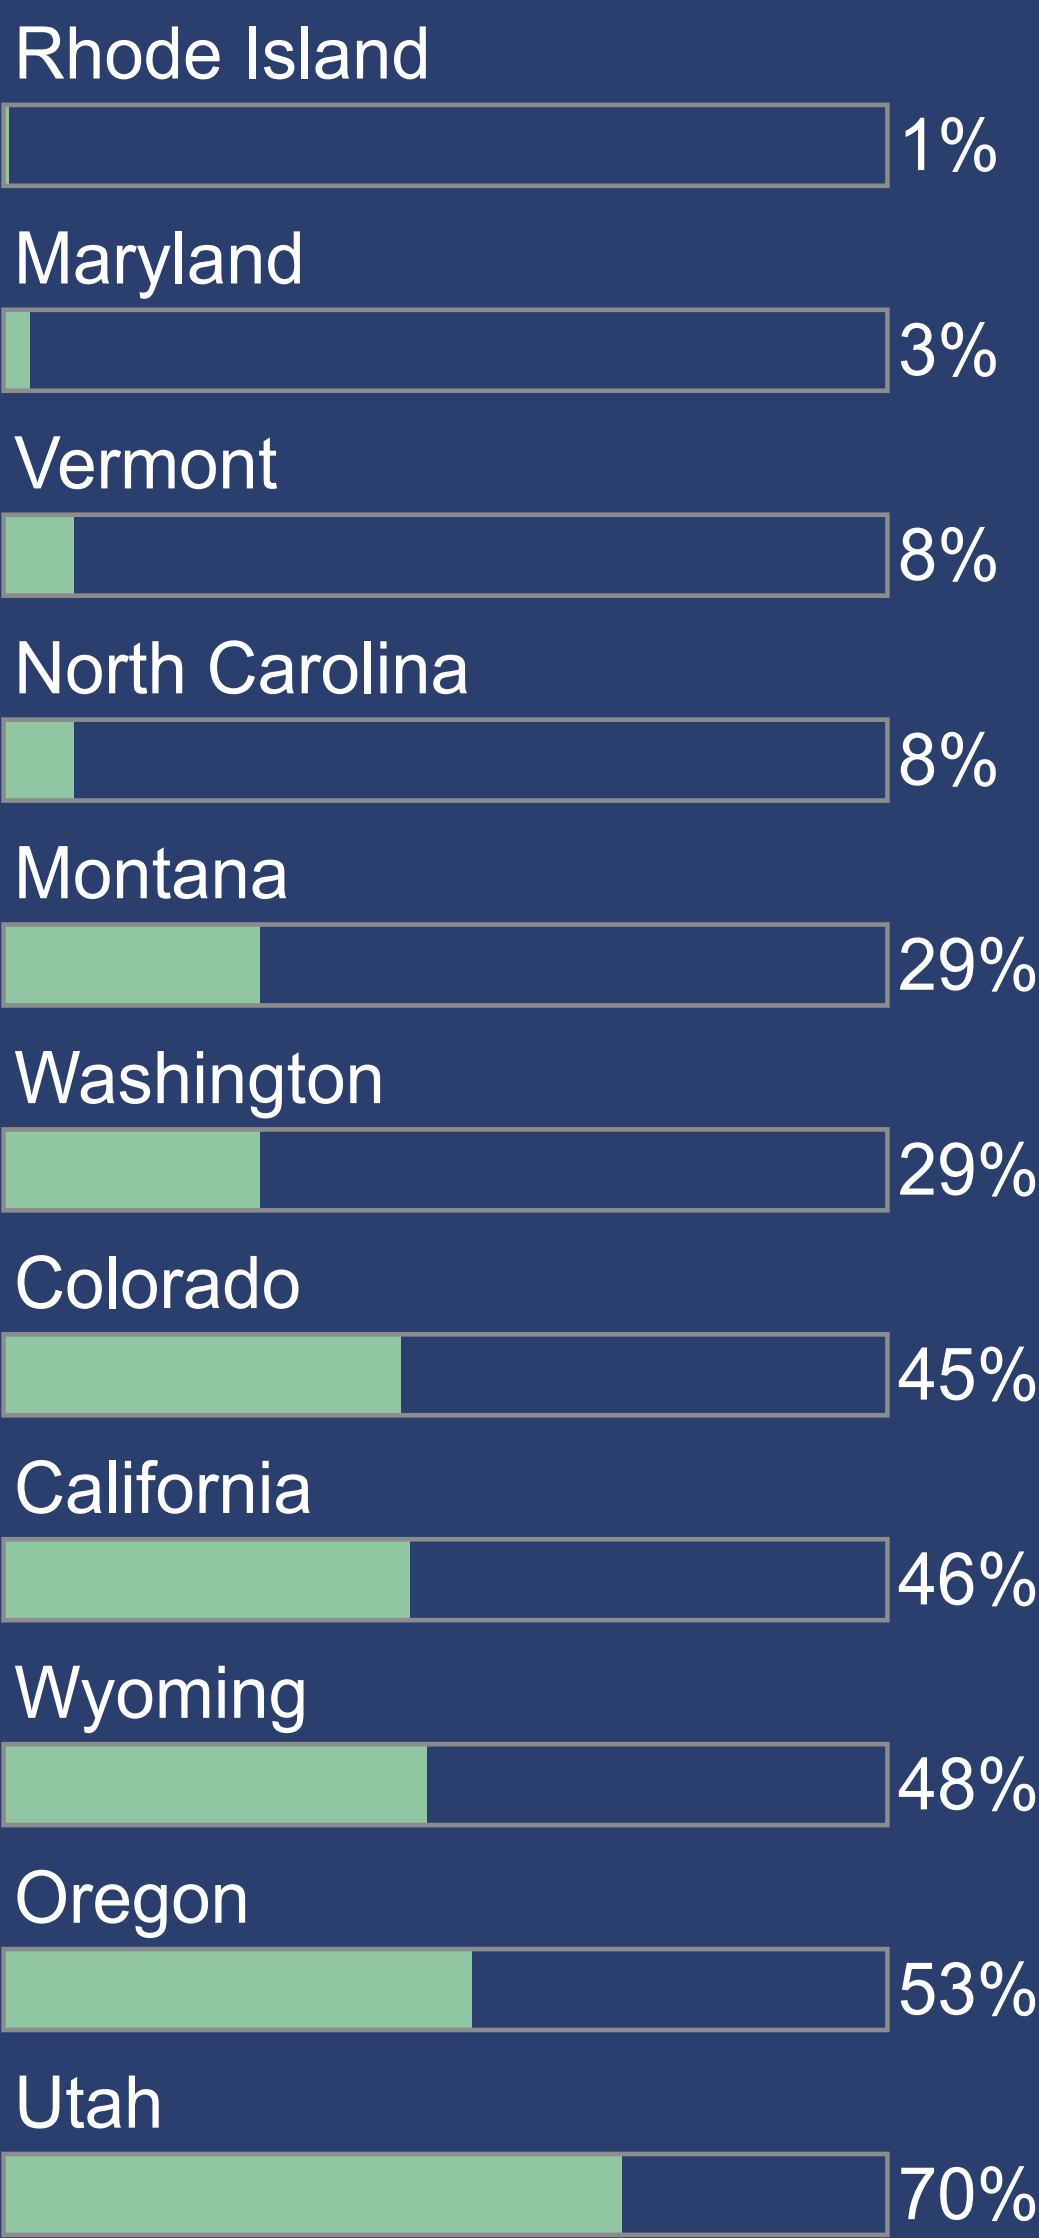 Rhode Island
1%
Maryland
3%
Vermont
8%
North Carolina
8%
Montana
29%
Washington
29%
Colorado
45%
California
46%
Wyoming
48%
Oregon
53%
Utah
70%